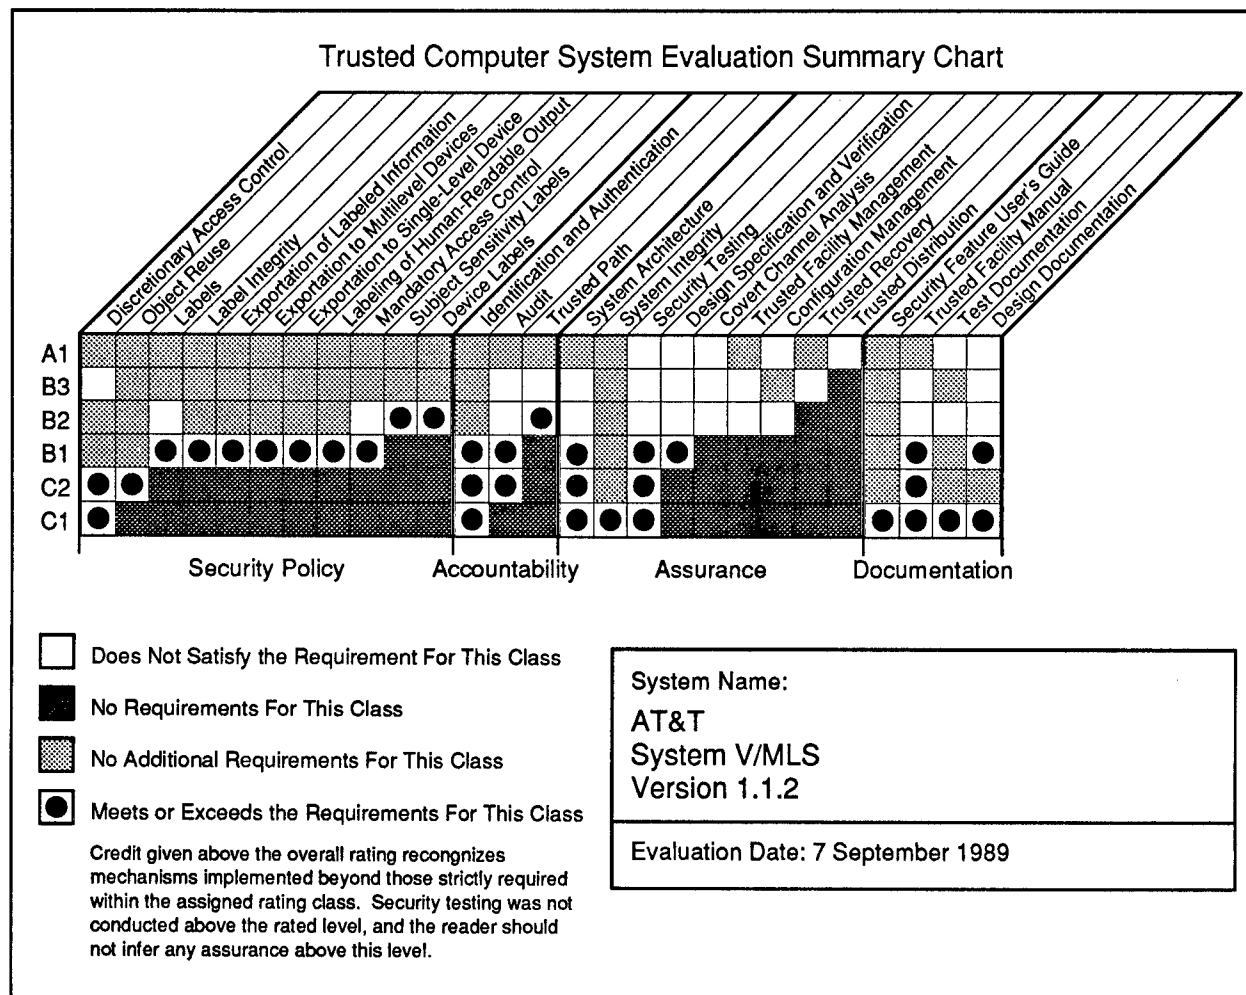 Trusted Computer System Evaluation Summary Chart
Discretionary Access Control
Object Reuse
Labels
Label Integrity
Exportation of Labeled Information
Exportation to Multilevel Devices
Exportation to Single-Level Device
Labeling of Human-Readable Output
Mandatory Access Control
Subject Sensitivity Labels
Device Labels
Identification and Authentication
Audit
Trusted Path
System Architecture
System Integrity
Security Testing
Design Specification and Verification
Covert Channel Analysis
Trusted Facility Management
Configuration Management
Trusted Recovery
Trusted Distribution
Security Feature User's Guide
Trusted Facility Manual
Test Documentation
Design Documentation
A1
B3
B2
B1
C2
C1
Security Policy
Accountability
Assurance
Documentation
Does Not Satisfy the Requirement For This Class
No Requirements For This Class
No Additional Requirements For This Class
Meets or Exceeds the Requirements For This Class
Credit given above the overall rating recongnizes
mechanisms implemented beyond those strictly required
within the assigned rating class. Security testing was not
conducted above the rated level, and the reader should
not infer any assurance above this level.
System Name:
AT&T
System V/MLS
Version 1.1.2
Evaluation Date: 7 September 1989